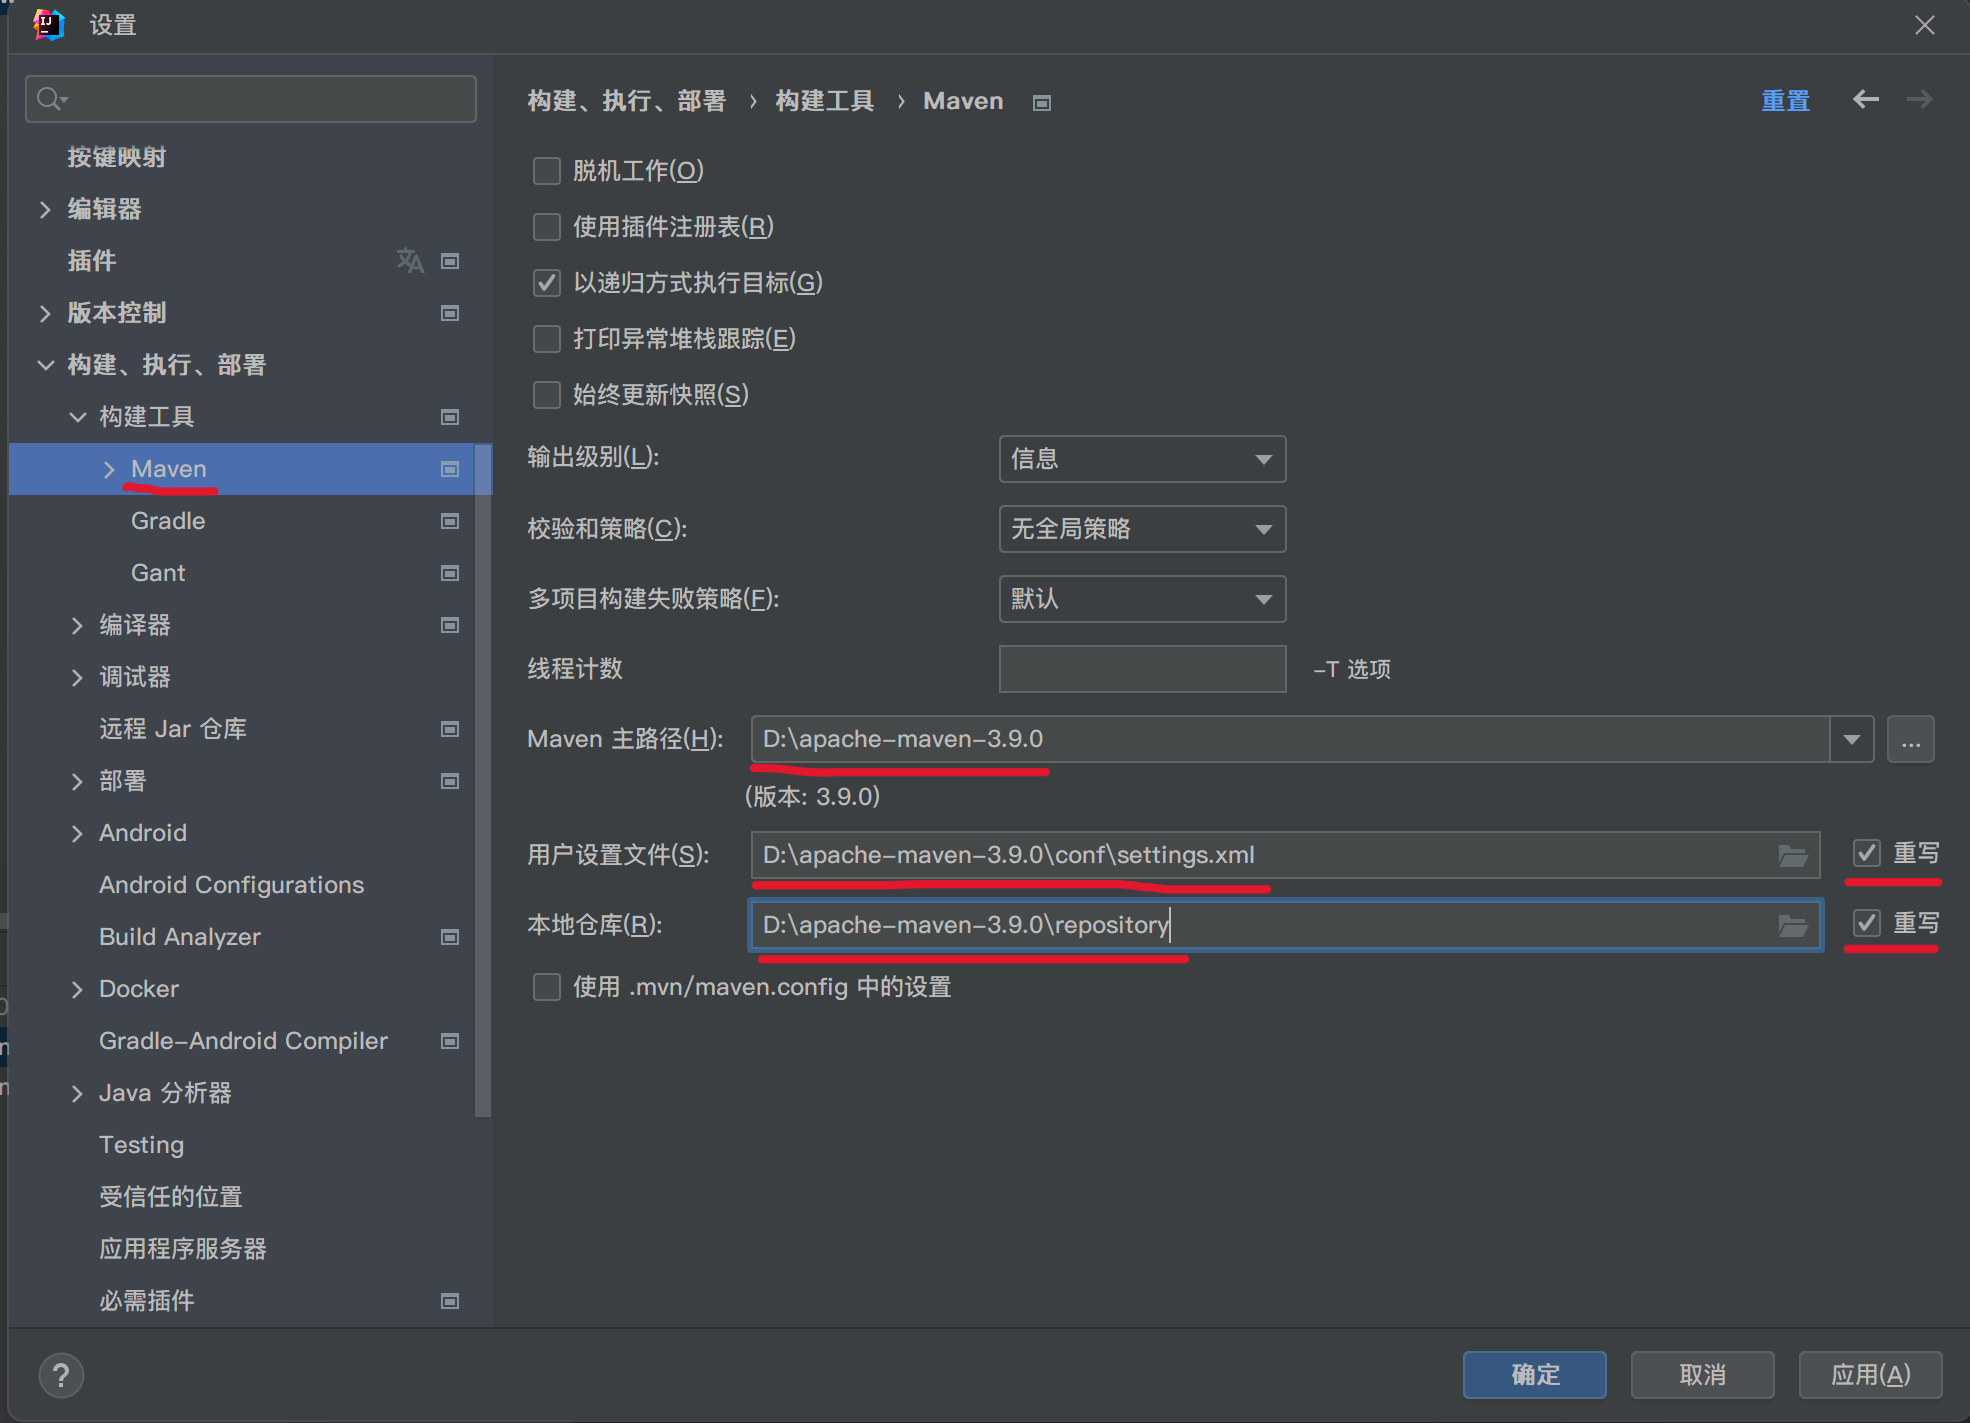 设置
按键映射
编辑器
插件
版本控制
构建、执行、部署
构建工具
Maven
Gradle
Gant
编译器
调试器
远程 Jar 仓库
部署
Android
Android Configurations
Build Analyzer
Docker
Gradle-Android Compiler
Java 分析器
Testing
受信任的位置
应用程序服务器
必需插件
构建、执行、部署 › 构建工具 › Maven
重置
脱机工作(O)
使用插件注册表(R)
以递归方式执行目标(G)
打印异常堆栈跟踪(E)
始终更新快照(S)
输出级别(L): 信息
校验和策略(C): 无全局策略
多项目构建失败策略(F): 默认
线程计数 -T 选项
Maven 主路径(H): D:\apache-maven-3.9.0 ...
(版本: 3.9.0)
用户设置文件(S): D:\apache-maven-3.9.0\conf\settings.xml 重写
本地仓库(R): D:\apache-maven-3.9.0\repository 重写
使用 .mvn/maven.config 中的设置
? 确定 取消 应用(A)